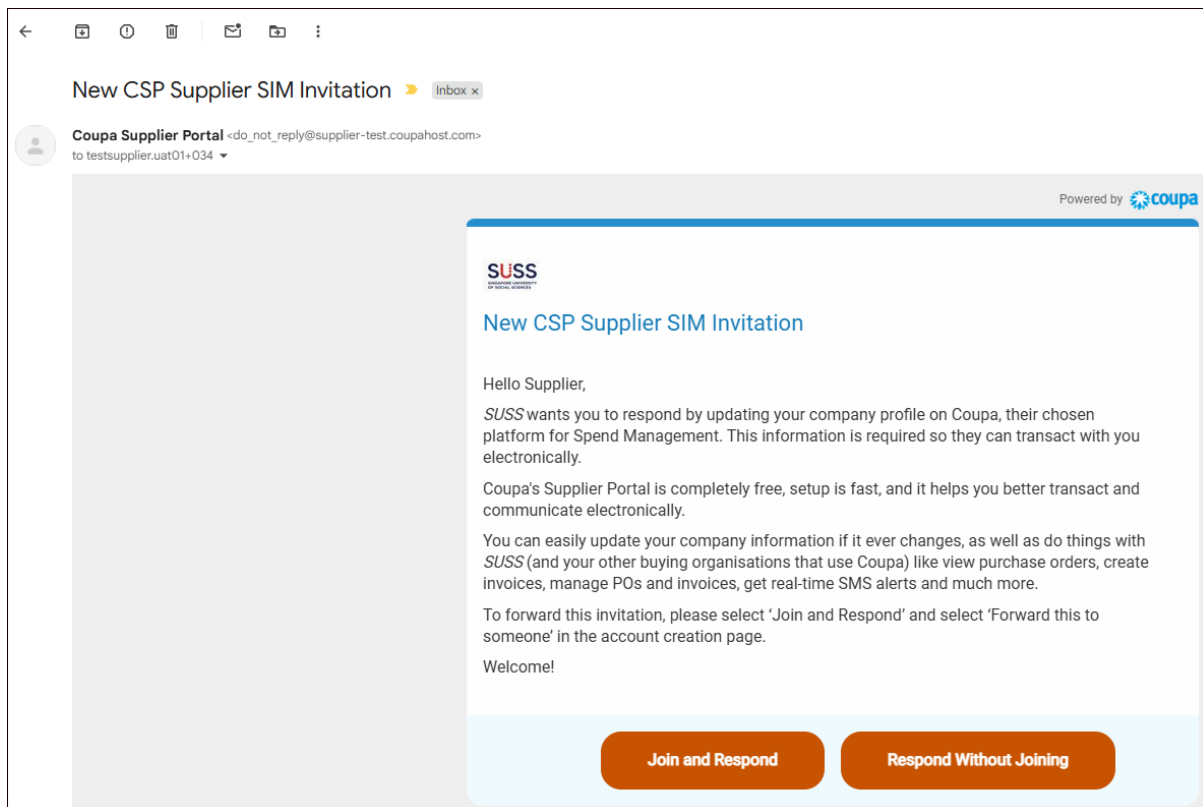 New CSP Supplier SIM Invitation
Inbox ×
Coupa Supplier Portal <do_not_reply@supplier-test.coupahost.com>
to testsupplier.uat01+034
Powered by coupa
SUSS
SINGAPORE UNIVERSITY
OF SOCIAL SCIENCES
New CSP Supplier SIM Invitation
Hello Supplier,
SUSS wants you to respond by updating your company profile on Coupa, their chosen
platform for Spend Management. This information is required so they can transact with you
electronically.
Coupa's Supplier Portal is completely free, setup is fast, and it helps you better transact and
communicate electronically.
You can easily update your company information if it ever changes, as well as do things with
SUSS (and your other buying organisations that use Coupa) like view purchase orders, create
invoices, manage POs and invoices, get real-time SMS alerts and much more.
To forward this invitation, please select ‘Join and Respond’ and select ‘Forward this to
someone’ in the account creation page.
Welcome!
Join and Respond
Respond Without Joining